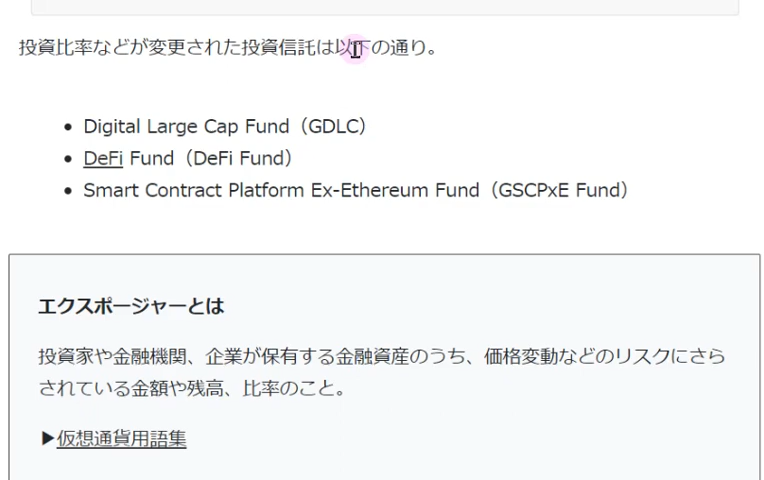 投資比率などが変更された投資信託は以下の通り。
• Digital Large Cap Fund（GDLC）
• DeFi Fund（DeFi Fund）
• Smart Contract Platform Ex-Ethereum Fund（GSCPxE Fund）
エクスポージャーとは
投資家や金融機関、企業が保有する金融資産のうち、価格変動などのリスクにさら
されている金額や残高、比率のこと。
▶仮想通貨用語集